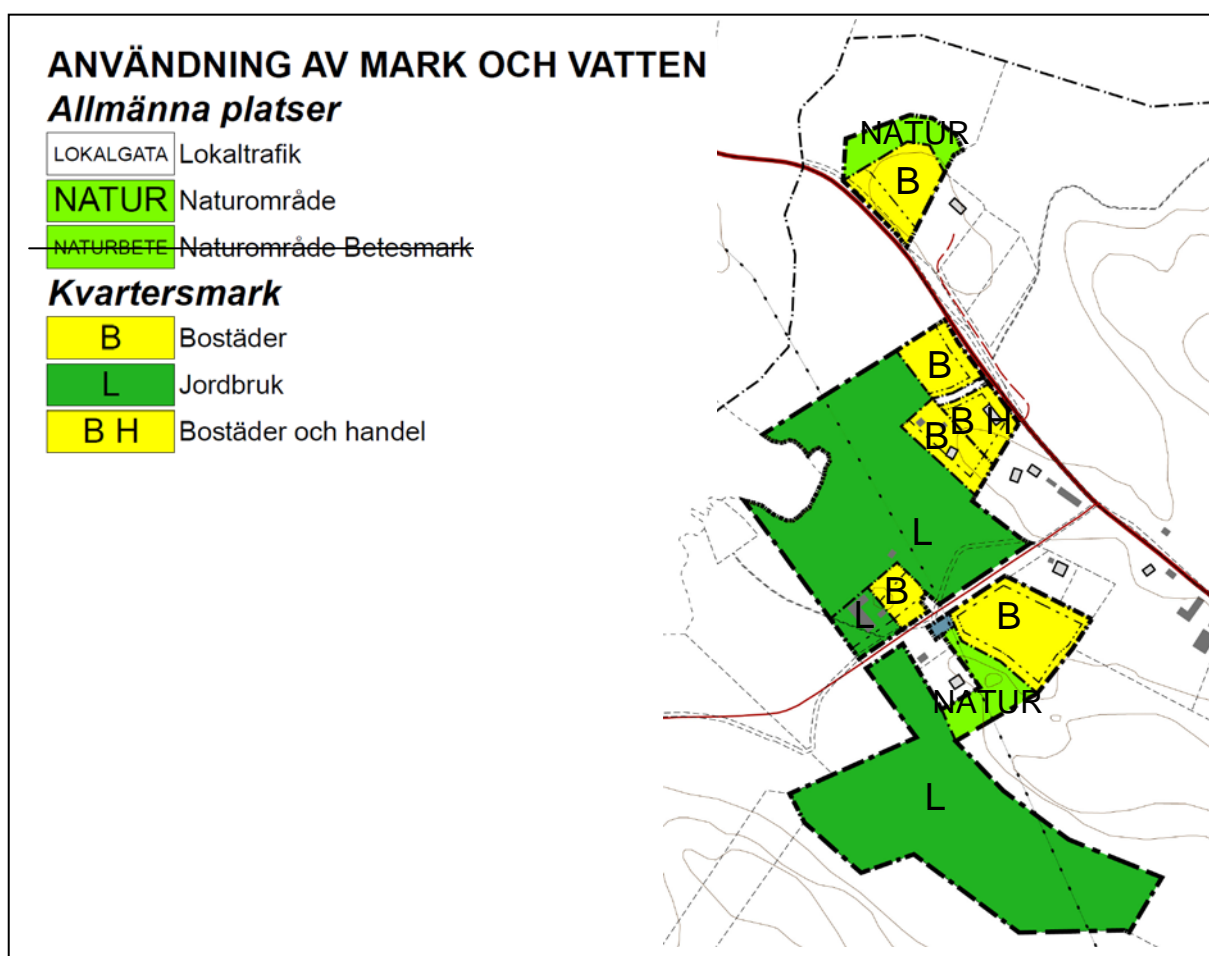 ANVÄNDNING AV MARK OCH VATTEN
Allmänna platser
LOKALGATA Lokaltrafik
NATUR Naturområde
NATURBETE Naturområde Betesmark
Kvartersmark
B Bostäder
L Jordbruk
B H Bostäder och handel
NATUR
B
B
B H
B
L
B
L
B
NATUR
L